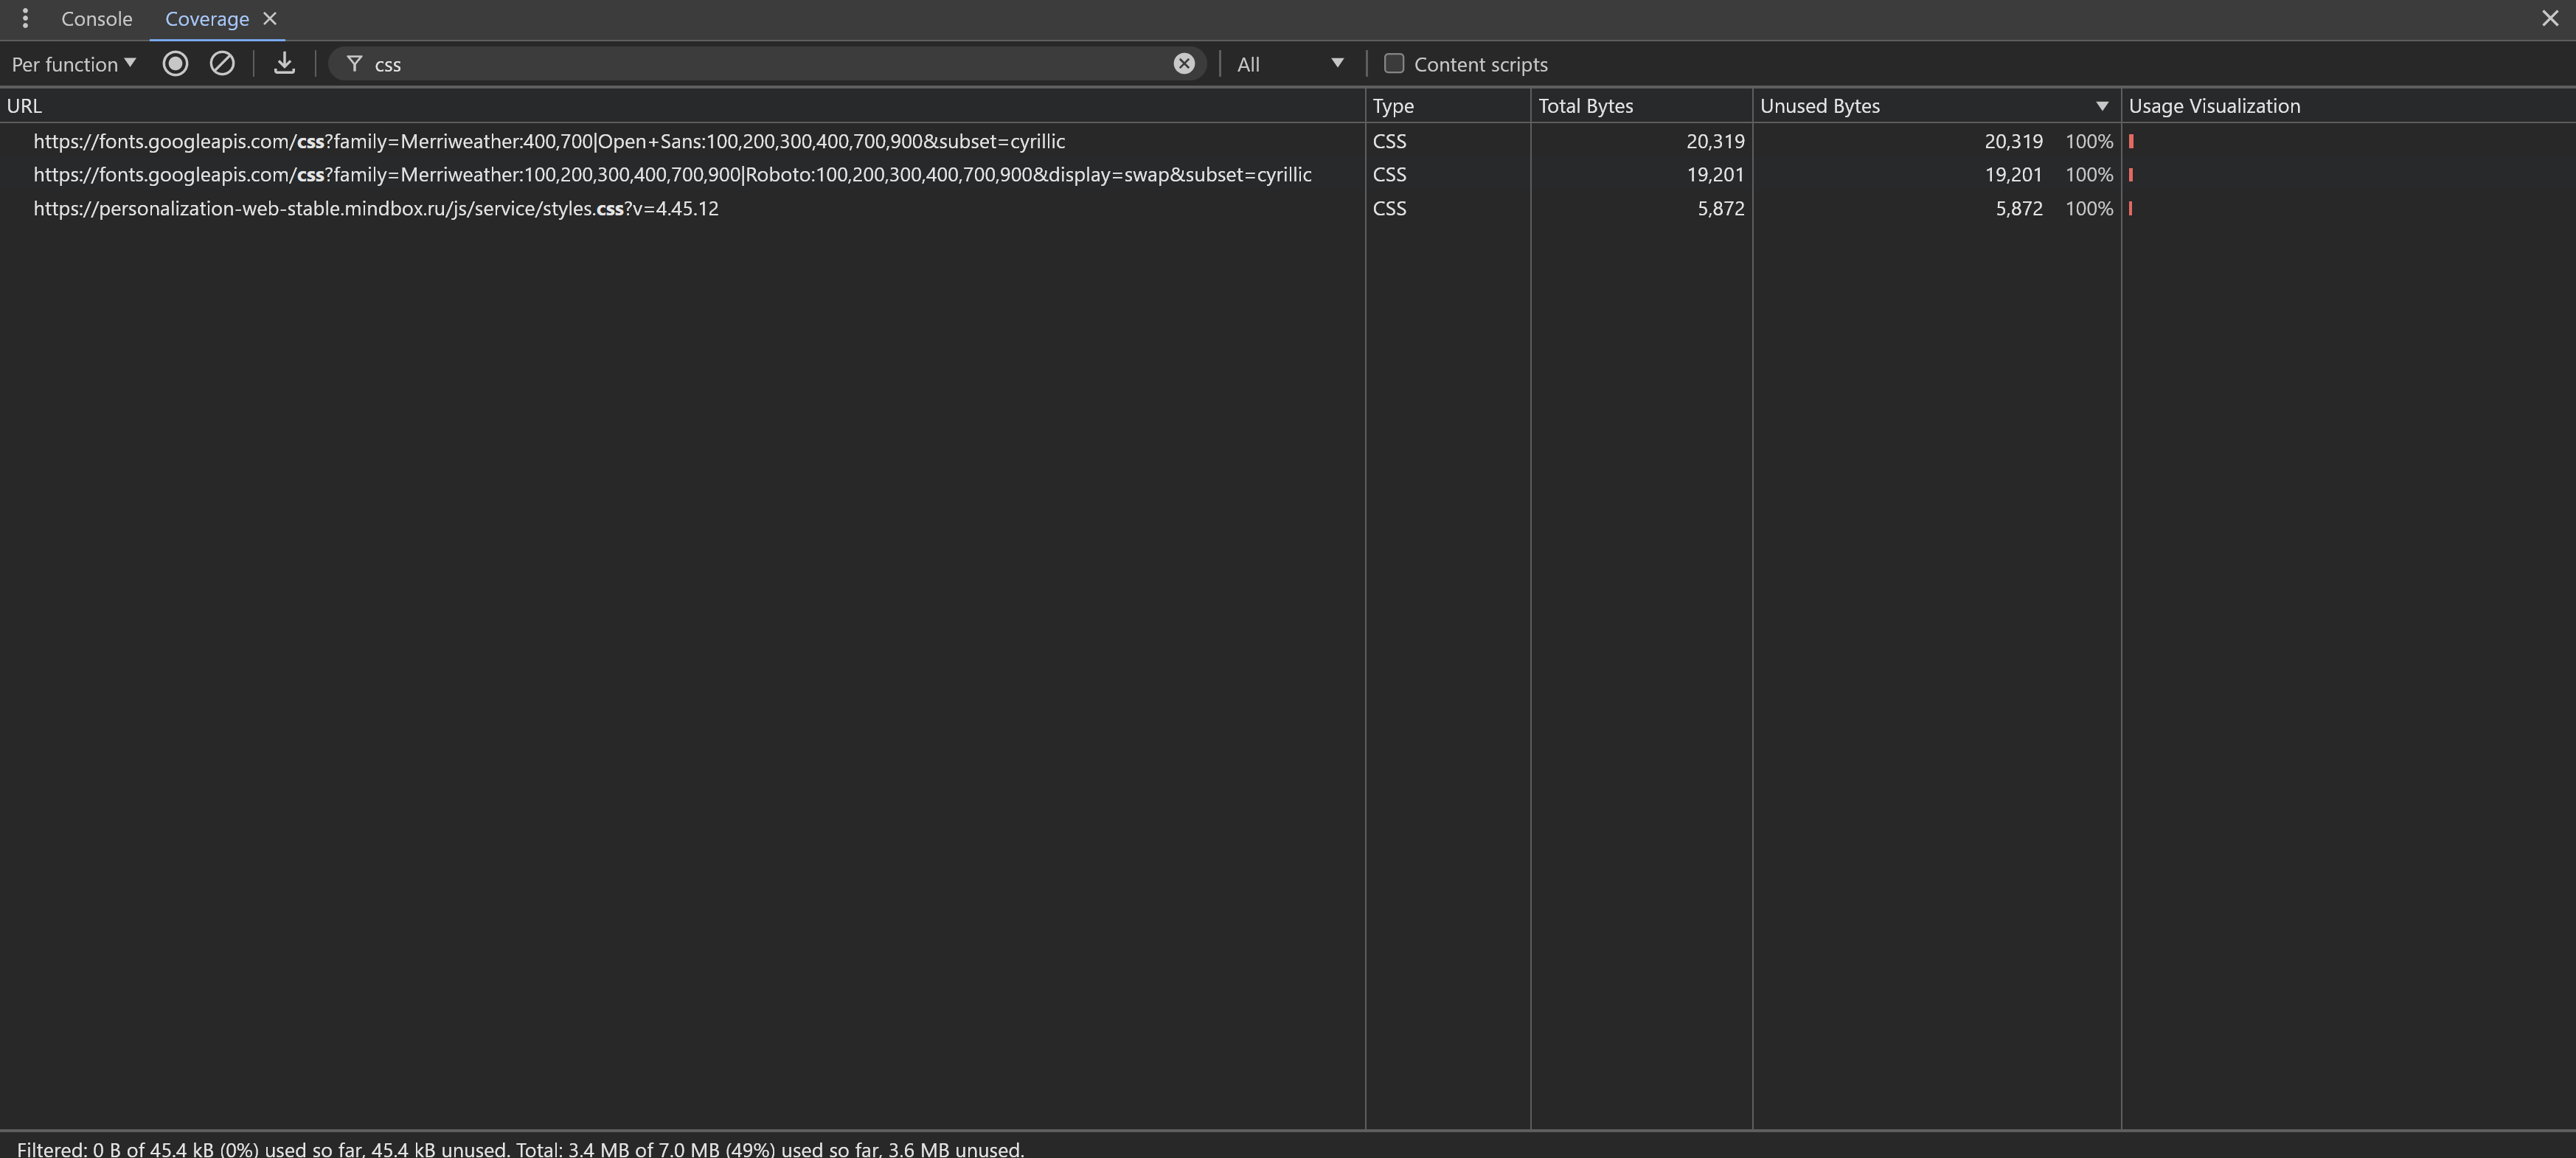 Console Coverage
Per function css All Content scripts
URL Type Total Bytes Unused Bytes Usage Visualization
https://fonts.googleapis.com/css?family=Merriweather:400,700|Open+Sans:100,200,300,400,700,900&subset=cyrillic CSS 20,319 20,319 100%
https://fonts.googleapis.com/css?family=Merriweather:100,200,300,400,700,900|Roboto:100,200,300,400,700,900&display=swap&subset=cyrillic CSS 19,201 19,201 100%
https://personalization-web-stable.mindbox.ru/js/service/styles.css?v=4.45.12 CSS 5,872 5,872 100%
Filtered: 0 B of 45.4 kB (0%) used so far, 45.4 kB unused. Total: 3.4 MB of 7.0 MB (49%) used so far, 3.6 MB unused.